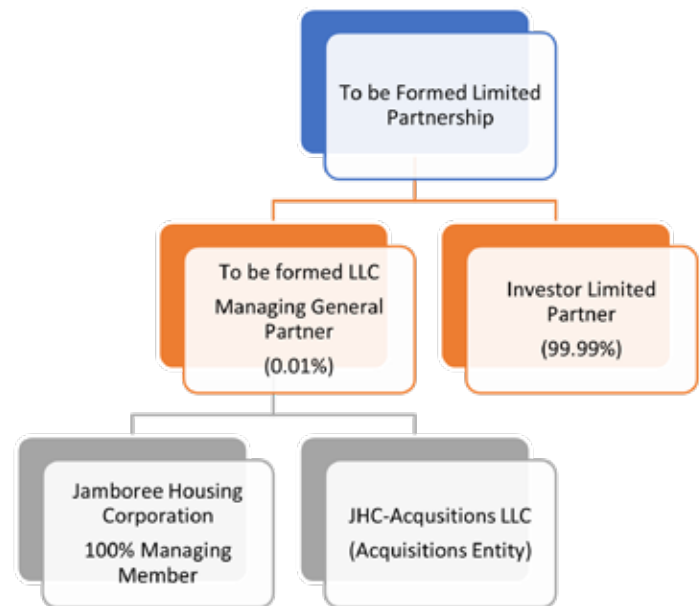 To be Formed Limited
Partnership
To be formed LLC
Managing General
Partner
(0.01%)
Investor Limited
Partner
(99.99%)
Jamboree Housing
Corporation
100% Managing
Member
JHC-Acqusitions LLC
(Acquisitions Entity)